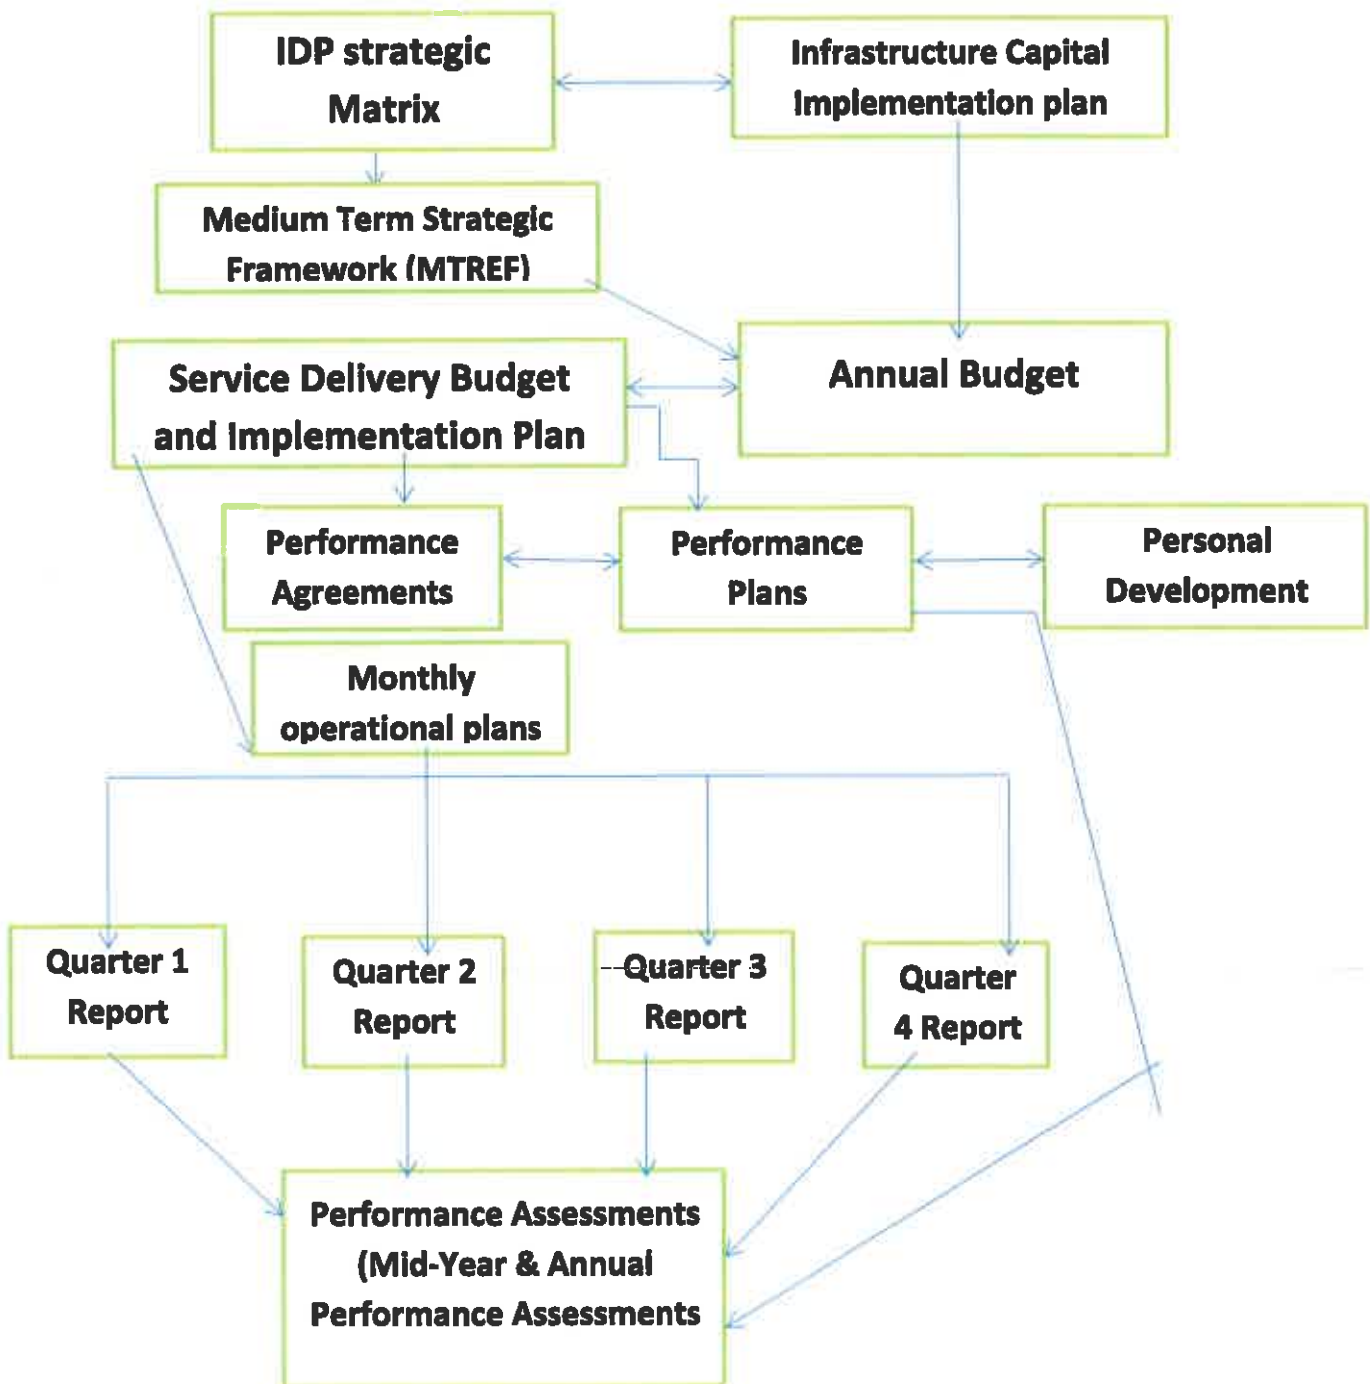 IDP strategic
Matrix
Infrastructure Capital
Implementation plan
Medium Term Strategic
Framework (MTREF)
Service Delivery Budget
and Implementation Plan
Annual Budget
Performance
Agreements
Performance
Plans
Personal
Development
Monthly
operational plans
Quarter 1
Report
Quarter 2
Report
Quarter 3
Report
Quarter
4 Report
Performance Assessments
(Mid-Year & Annual
Performance Assessments